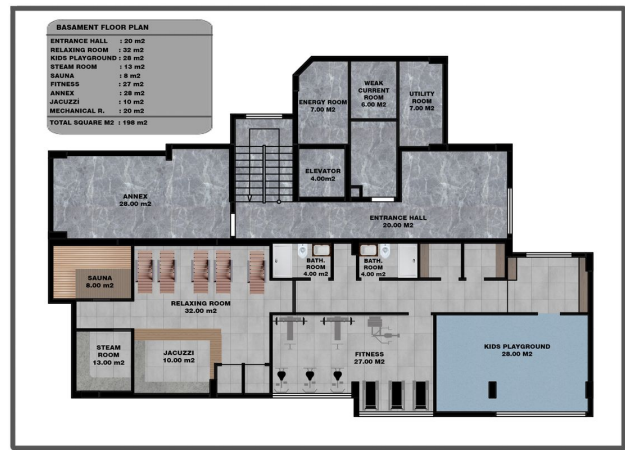 BASAMENT FLOOR PLAN
ENTRANCE HALL : 20 m2
RELAXING ROOM : 32 m2
KIDS PLAYGROUND : 28 m2
STEAM ROOM : 13 m2
SAUNA : 8 m2
FITNESS : 27 m2
ANNEX : 28 m2
JACUZZI : 10 m2
MECHANICAL R. : 20 m2
TOTAL SQUARE M2 : 198 m2
ENERGY ROOM
7.00 M2
WEAK
CURRENT
ROOM
6.00 M2
UTILITY
ROOM
7.00 M2
ELEVATOR
4.00m2
ANNEX
28.00 m2
ENTRANCE HALL
20.00 M2
SAUNA
8.00 m2
BATH.
ROOM
4.00 m2
BATH.
ROOM
4.00 m2
RELAXING ROOM
32.00 M2
STEAM
ROOM
13.00 m2
JACUZZI
10.00 m2
FITNESS
27.00 M2
KIDS PLAYGROUND
28.00 M2